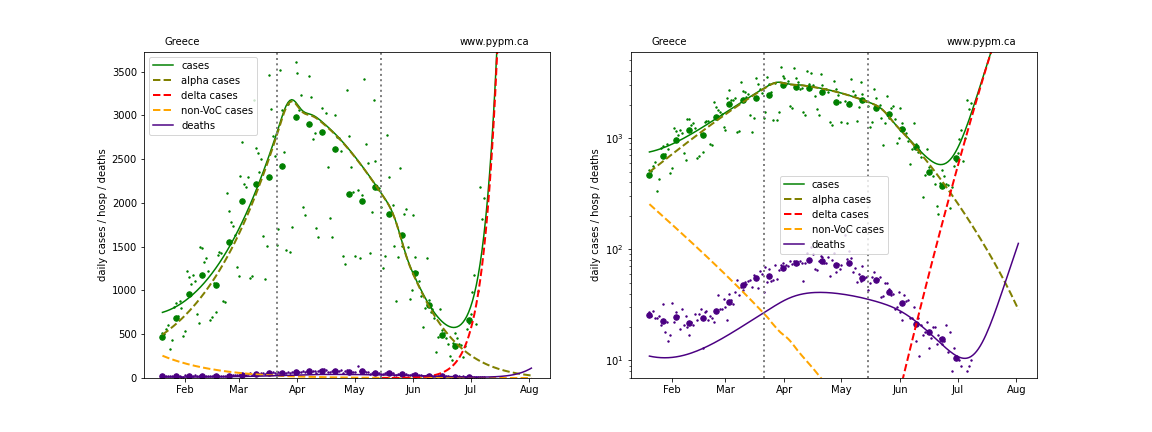 Greece www.pypm.ca
cases
alpha cases
delta cases
non-VoC cases
deaths
daily cases / hosp / deaths
3500
3000
2500
2000
1500
1000
500
0
Feb Mar Apr May Jun Jul Aug
Greece www.pypm.ca
cases
alpha cases
delta cases
non-VoC cases
deaths
daily cases / hosp / deaths
10³
10²
10¹
Feb Mar Apr May Jun Jul Aug